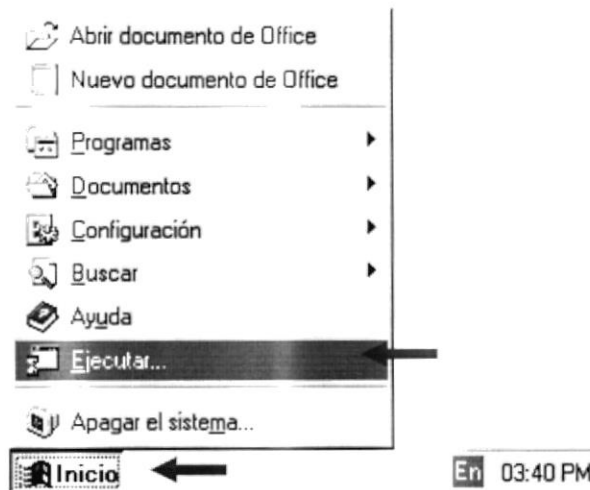 Abrir documento de Office
Nuevo documento de Office
Programas
Documentos
Configuración
Buscar
Ayuda
Ejecutar...
Apagar el sistema...
Inicio
En 03:40 PM